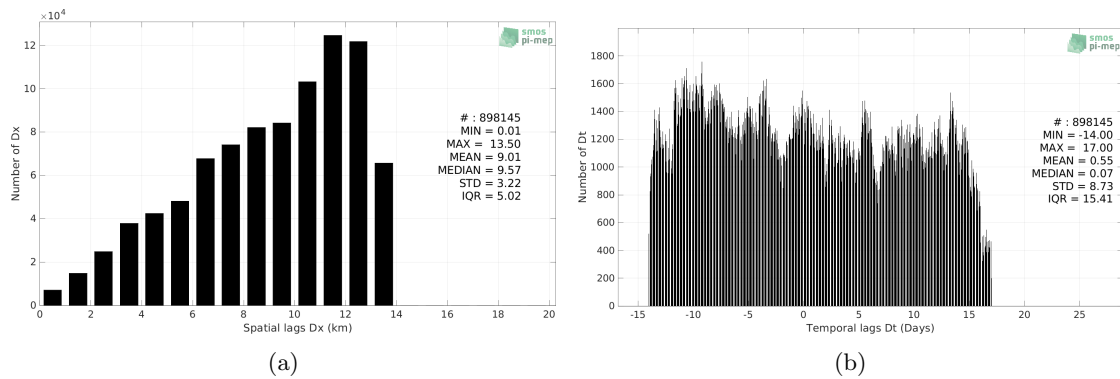 ×10⁴
12
10
8
6
4
2
0
0
2
4
6
8
10
12
14
16
18
20
Number of Dx
Spatial lags Dx (km)
smos
pi-mep
# : 898145
MIN = 0.01
MAX = 13.50
MEAN = 9.01
MEDIAN = 9.57
STD = 3.22
IQR = 5.02
(a)
1800
1600
1400
1200
1000
800
600
400
200
0
-15
-10
-5
0
5
10
15
20
25
Number of Dt
Temporal lags Dt (Days)
smos
pi-mep
# : 898145
MIN = -14.00
MAX = 17.00
MEAN = 0.55
MEDIAN = 0.07
STD = 8.73
IQR = 15.41
(b)